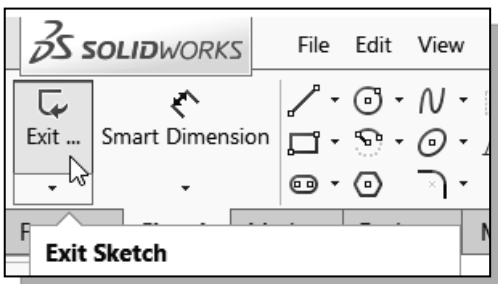 SOLIDWORKS File Edit View
Exit ... Smart Dimension
Exit Sketch